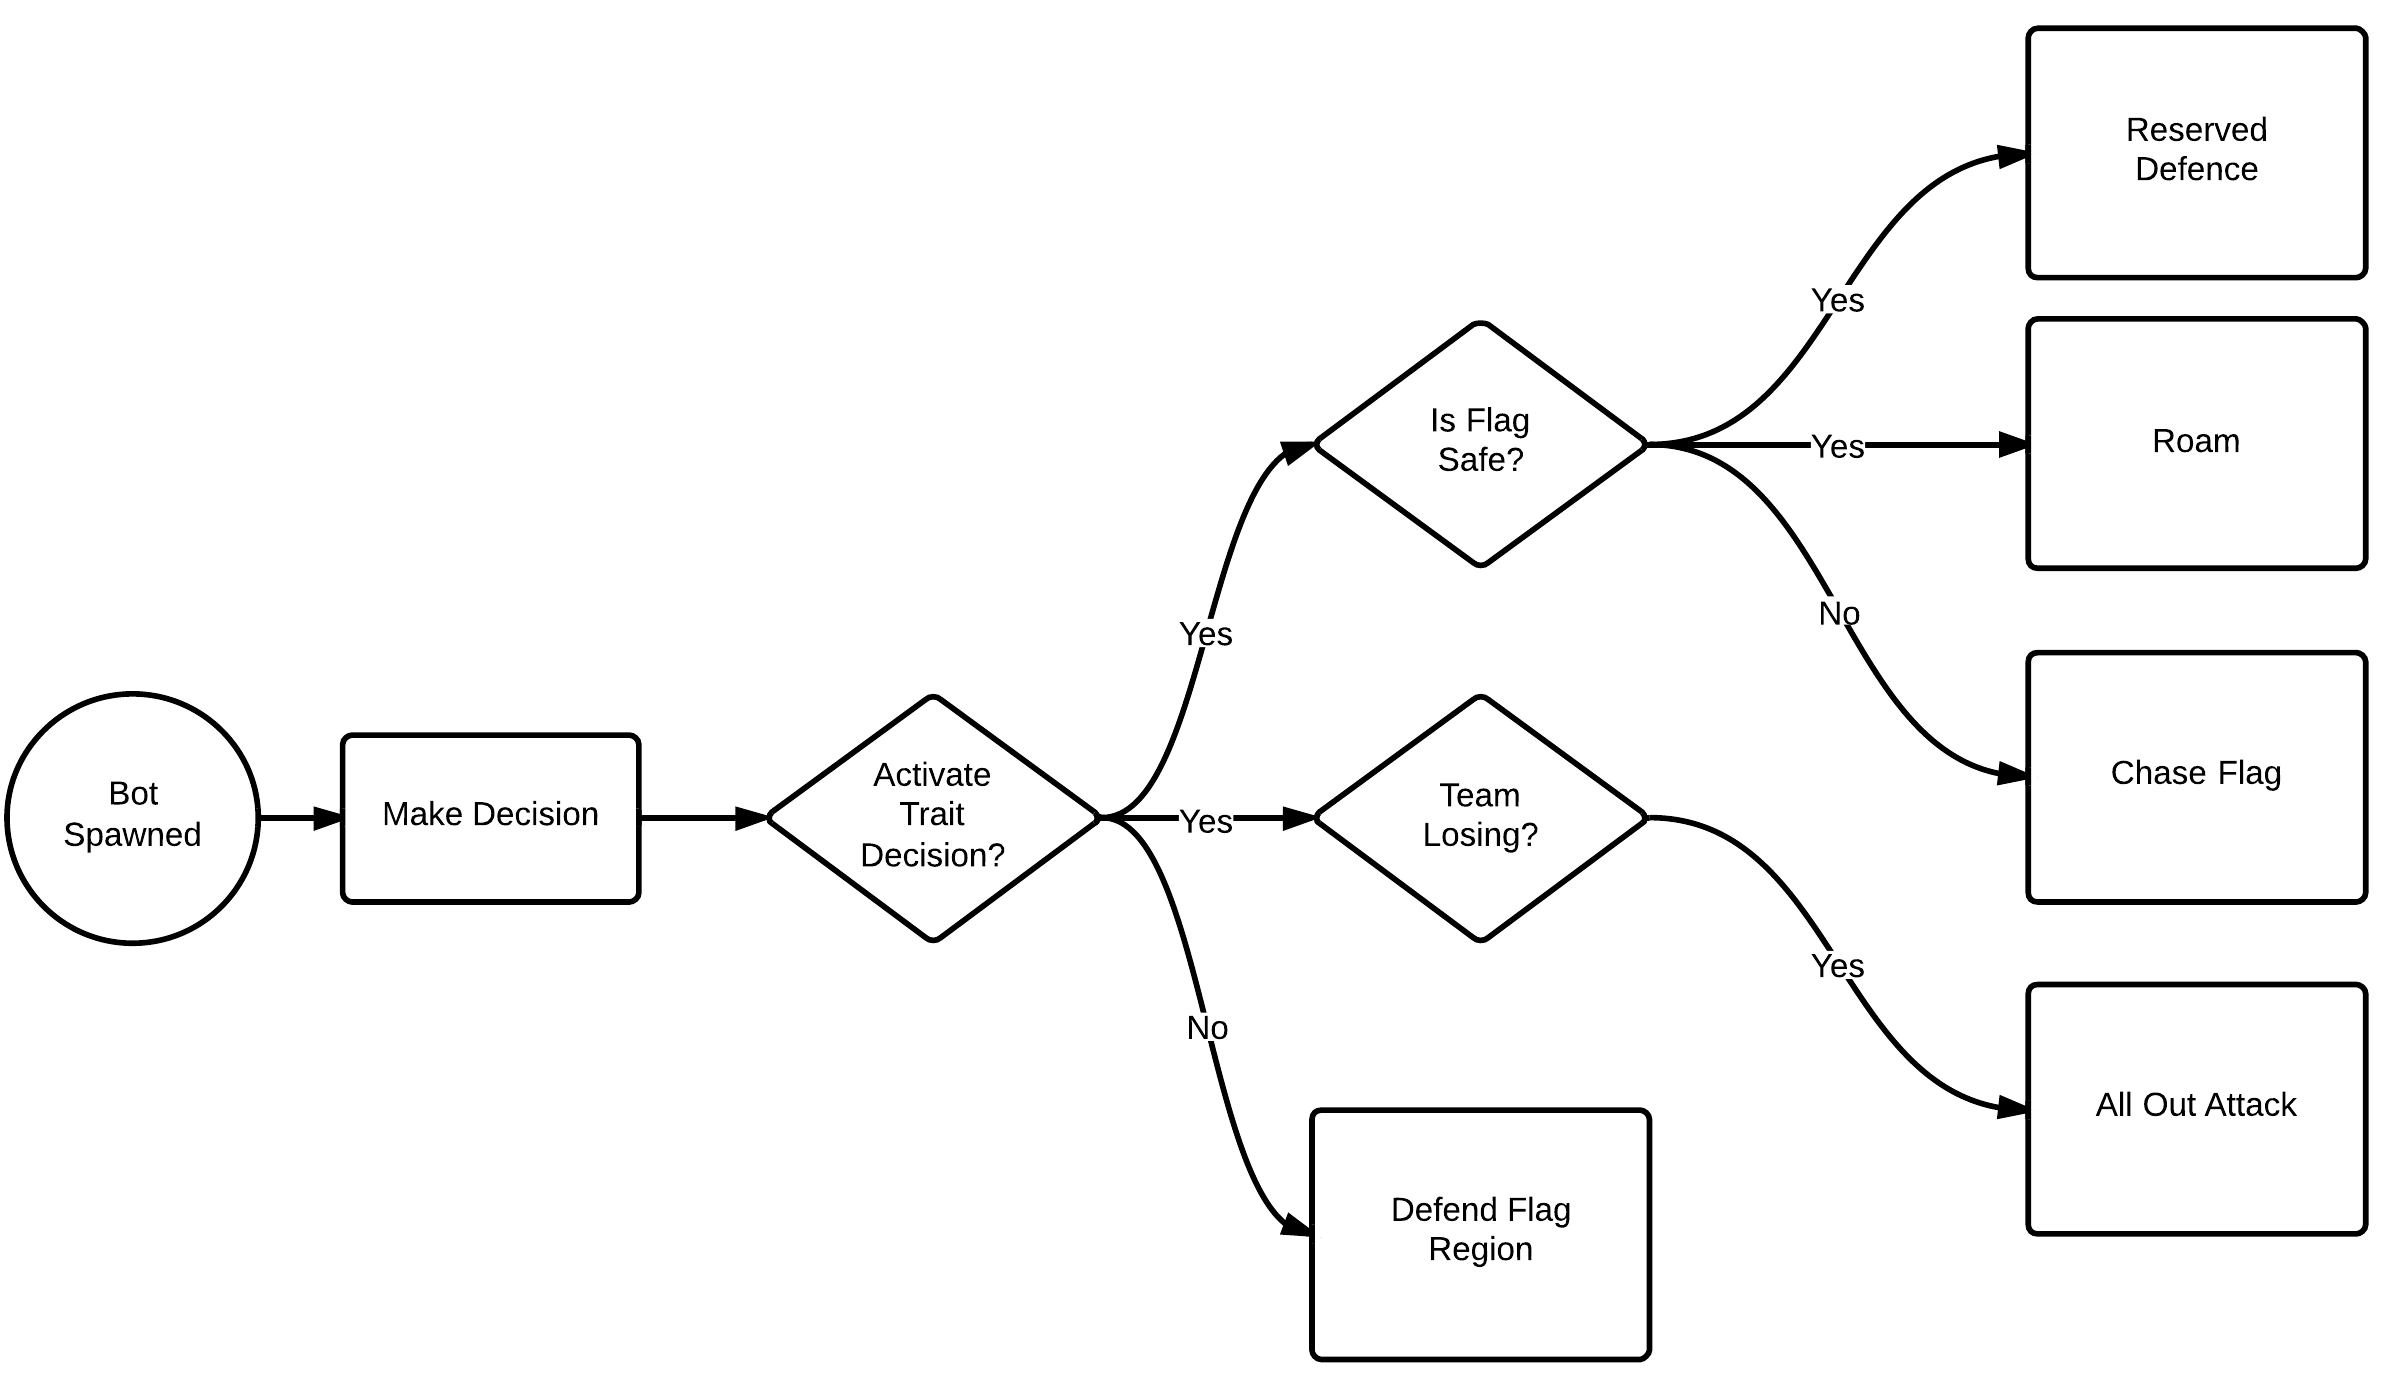 Bot
Spawned
Make Decision
Activate
Trait
Decision?
Yes
Yes
No
Is Flag
Safe?
Team
Losing?
Defend Flag
Region
Yes
Yes
No
Yes
Reserved
Defence
Roam
Chase Flag
All Out Attack